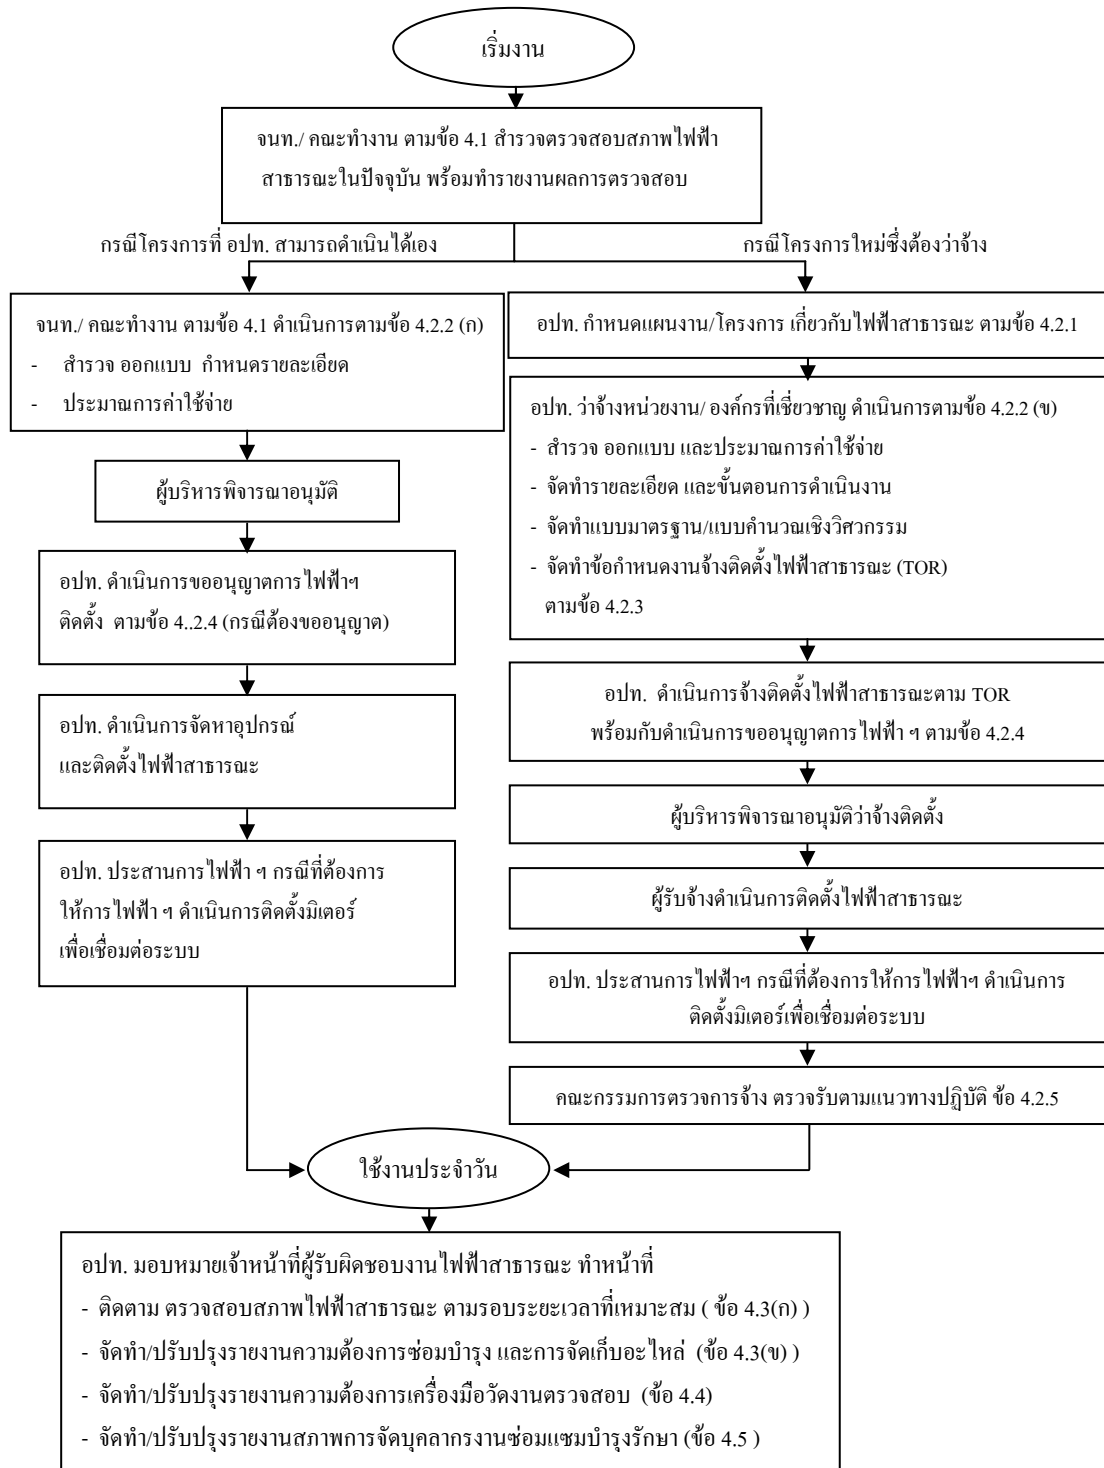 เริ่มงาน
จนท./ คณะทำงาน ตามข้อ 4.1 สำรวจตรวจสอบสภาพไฟฟ้า
สาธารณะในปัจจุบัน พร้อมทำรายงานผลการตรวจสอบ
กรณีโครงการที่ อปท. สามารถดำเนินได้เอง
กรณีโครงการใหม่ซึ่งต้องว่าจ้าง
จนท./ คณะทำงาน ตามข้อ 4.1 ดำเนินการตามข้อ 4.2.2 (ก)
- สำรวจ ออกแบบ กำหนดรายละเอียด
- ประมาณการค่าใช้จ่าย
ผู้บริหารพิจารณาอนุมัติ
อปท. ดำเนินการขออนุญาตการไฟฟ้าฯ
ติดตั้ง ตามข้อ 4..2.4 (กรณีต้องขออนุญาต)
อปท. ดำเนินการจัดหาอุปกรณ์
และติดตั้งไฟฟ้าสาธารณะ
อปท. ประสานการไฟฟ้า ฯ กรณีที่ต้องการ
ให้การไฟฟ้า ฯ ดำเนินการติดตั้งมิเตอร์
เพื่อเชื่อมต่อระบบ
อปท. กำหนดแผนงาน/โครงการ เกี่ยวกับไฟฟ้าสาธารณะ ตามข้อ 4.2.1
อปท. ว่าจ้างหน่วยงาน/ องค์กรที่เชี่ยวชาญ ดำเนินการตามข้อ 4.2.2 (ข)
- สำรวจ ออกแบบ และประมาณการค่าใช้จ่าย
- จัดทำรายละเอียด และขั้นตอนการดำเนินงาน
- จัดทำแบบมาตรฐาน/แบบคำนวณเชิงวิศวกรรม
- จัดทำข้อกำหนดงานจ้างติดตั้งไฟฟ้าสาธารณะ (TOR)
ตามข้อ 4.2.3
อปท. ดำเนินการจ้างติดตั้งไฟฟ้าสาธารณะตาม TOR
พร้อมกับดำเนินการขออนุญาตการไฟฟ้า ฯ ตามข้อ 4.2.4
ผู้บริหารพิจารณาอนุมัติว่าจ้างติดตั้ง
ผู้รับจ้างดำเนินการติดตั้งไฟฟ้าสาธารณะ
อปท. ประสานการไฟฟ้าฯ กรณีที่ต้องการให้การไฟฟ้าฯ ดำเนินการ
ติดตั้งมิเตอร์เพื่อเชื่อมต่อระบบ
คณะกรรมการตรวจการจ้าง ตรวจรับตามแนวทางปฏิบัติ ข้อ 4.2.5
ใช้งานประจำวัน
อปท. มอบหมายเจ้าหน้าที่ผู้รับผิดชอบงานไฟฟ้าสาธารณะ ทำหน้าที่
- ติดตาม ตรวจสอบสภาพไฟฟ้าสาธารณะ ตามรอบระยะเวลาที่เหมาะสม ( ข้อ 4.3(ก) )
- จัดทำ/ปรับปรุงรายงานความต้องการซ่อมบำรุง และการจัดเก็บอะไหล่ (ข้อ 4.3(ข) )
- จัดทำ/ปรับปรุงรายงานความต้องการเครื่องมือวัดงานตรวจสอบ (ข้อ 4.4)
- จัดทำ/ปรับปรุงรายงานสภาพการจัดบุคลากรงานซ่อมแซมบำรุงรักษา (ข้อ 4.5 )